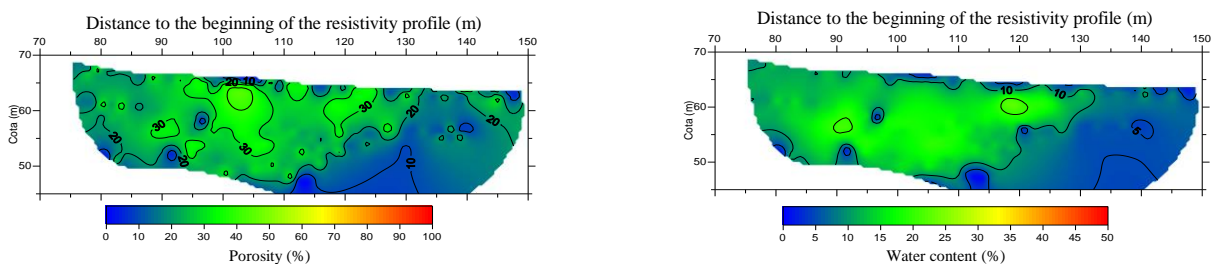 Distance to the beginning of the resistivity profile (m)
70 80 90 100 110 120 130 140 150
70
60
50
Cota (m)
20 10
30
30
20
30
20
20
20
30
10
0 10 20 30 40 50 60 70 80 90 100
Porosity (%)
Distance to the beginning of the resistivity profile (m)
70 80 90 100 110 120 130 140 150
70
60
50
Cota (m)
10
10
5
0 5 10 15 20 25 30 35 40 45 50
Water content (%)